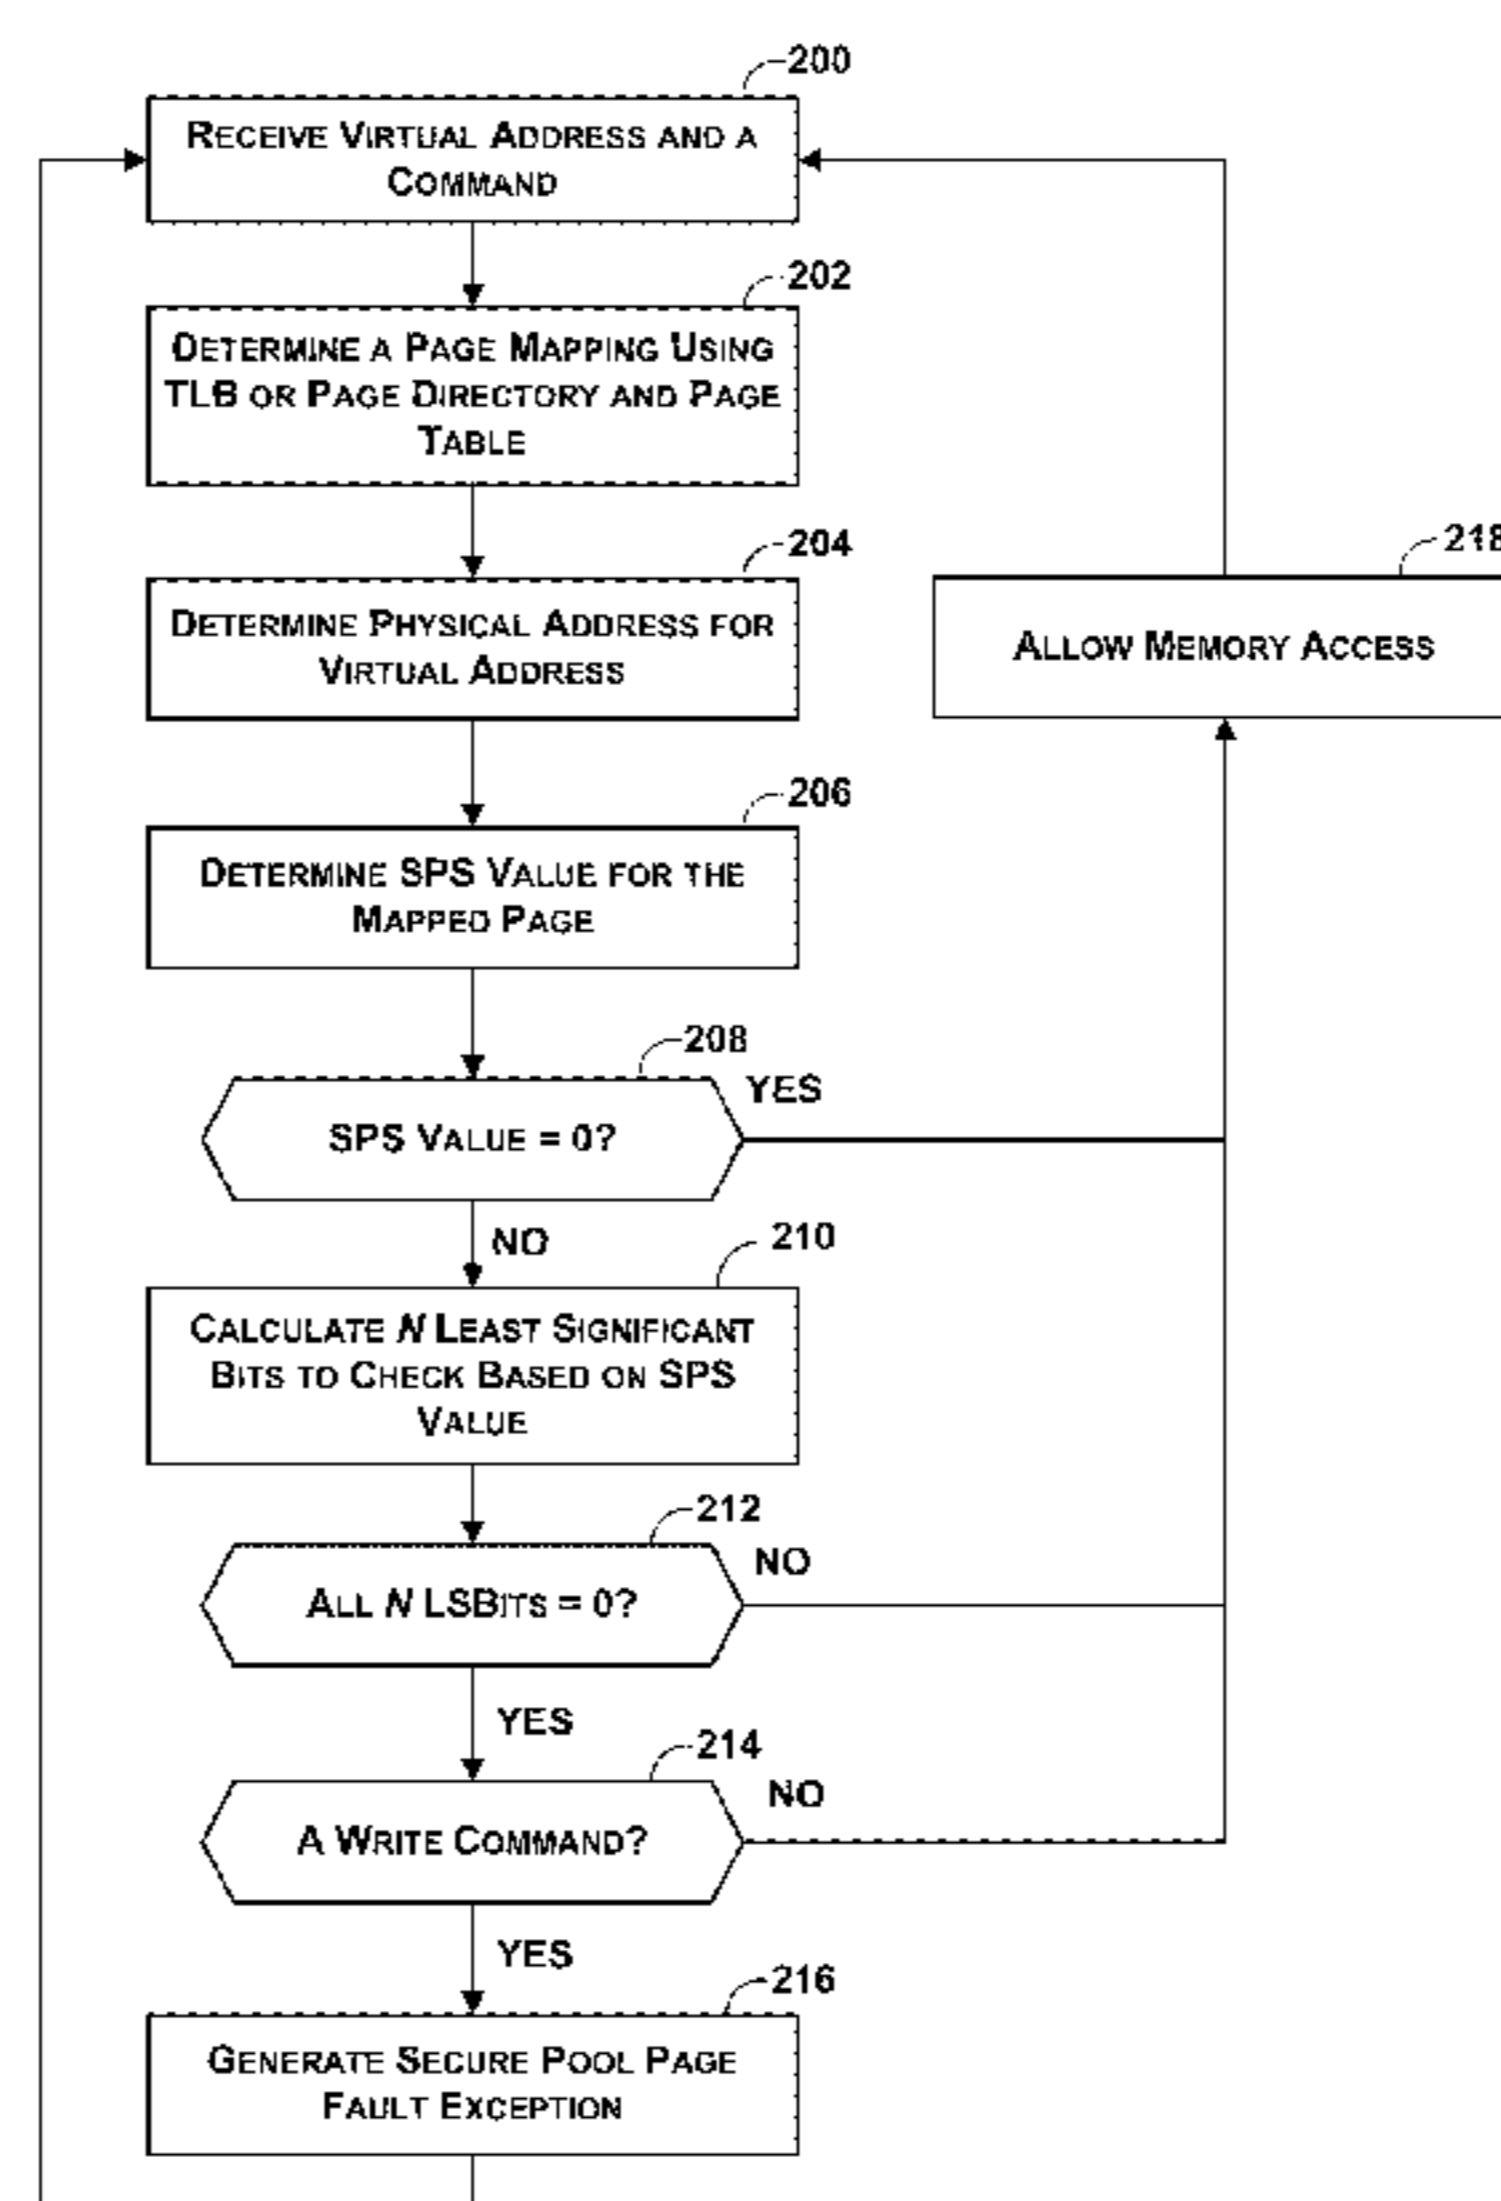 200
RECEIVE VIRTUAL ADDRESS AND A
COMMAND
202
DETERMINE A PAGE MAPPING USING
TLB OR PAGE DIRECTORY AND PAGE
TABLE
204
DETERMINE PHYSICAL ADDRESS FOR
VIRTUAL ADDRESS
218
ALLOW MEMORY ACCESS
206
DETERMINE SPS VALUE FOR THE
MAPPED PAGE
208
YES
SPS VALUE = 0?
NO
210
CALCULATE N LEAST SIGNIFICANT
BITS TO CHECK BASED ON SPS
VALUE
212
NO
ALL N LSBITS = 0?
YES
214
NO
A WRITE COMMAND?
YES
216
GENERATE SECURE POOL PAGE
FAULT EXCEPTION